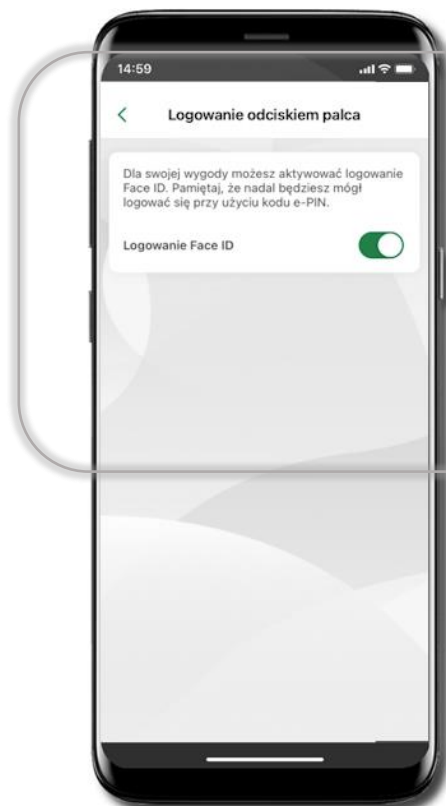 14:59
Logowanie odciskiem palca
Dla swojej wygody możesz aktywować logowanie
Face ID. Pamiętaj, że nadal będziesz mógł
logować się przy użyciu kodu e-PIN.
Logowanie Face ID